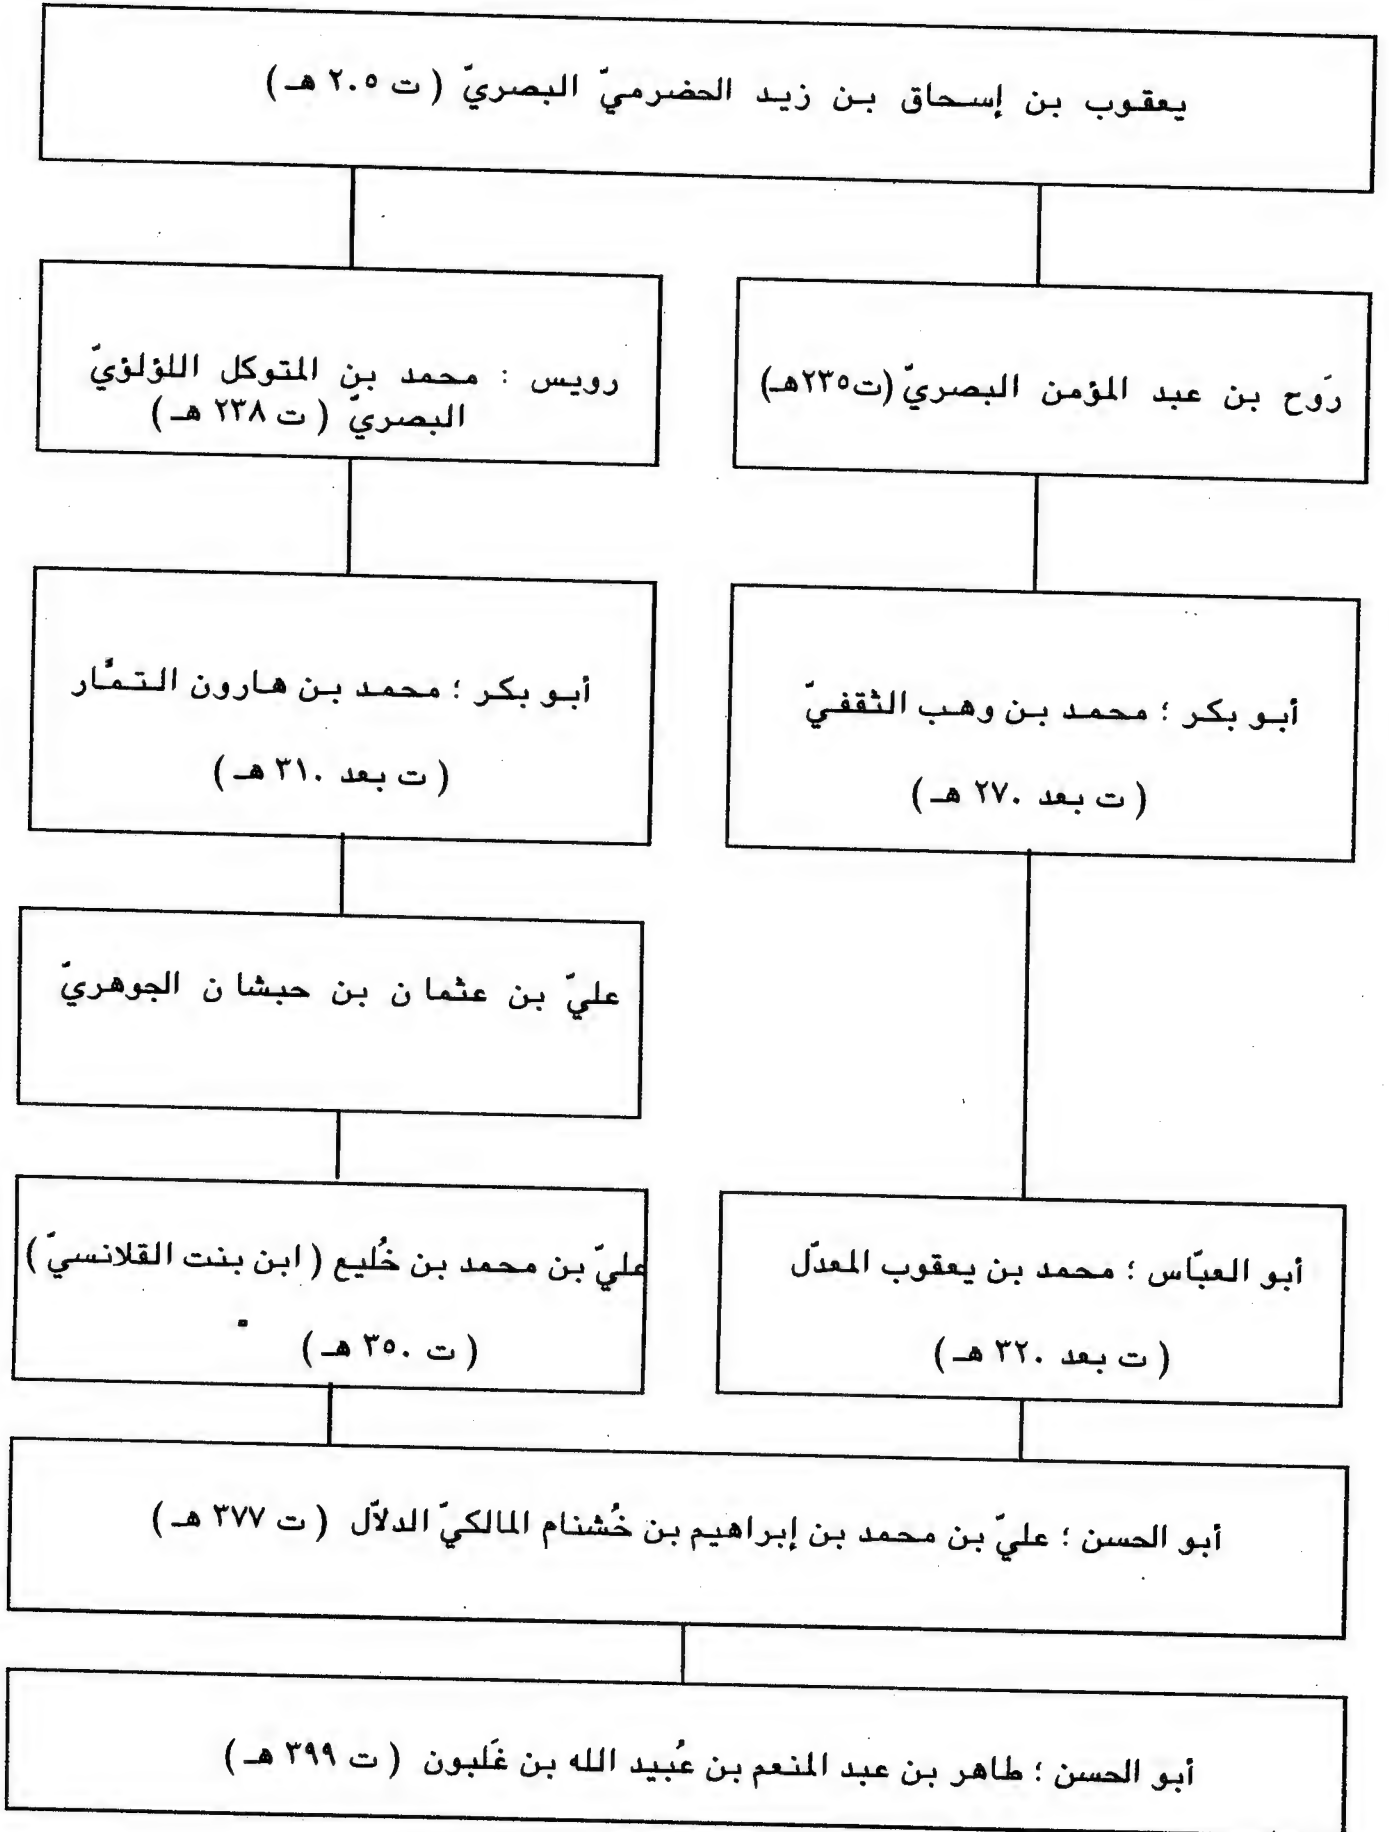 يعقوب بن إسحاق بن زيد الحضرميّ البصريّ ( ت ٢٠٥ هـ )
رَوح بن عبد المؤمن البصريّ (ت٢٣٥هـ)
رويس : محمد بن المتوكل اللؤلؤيّ
البصريّ ( ت ٢٣٨ هـ )
أبو بكر ؛ محمد بن وهب الثقفيّ
( ت بعد ٢٧٠ هـ )
أبو بكر ؛ محمد بن هارون التمَّار
( ت بعد ٣١٠ هـ )
عليّ بن عثمان بن حبشان الجوهريّ
أبو العبّاس ؛ محمد بن يعقوب المعدّل
( ت بعد ٣٢٠ هـ )
عليّ بن محمد بن خُليع ( ابن بنت القلانسيّ )
( ت ٣٥٠ هـ )
أبو الحسن ؛ عليّ بن محمد بن إبراهيم بن خُشنام المالكيّ الدلاّل ( ت ٣٧٧ هـ )
أبو الحسن ؛ طاهر بن عبد المنعم بن عُبيد الله بن غَلبون ( ت ٣٩٩ هـ )